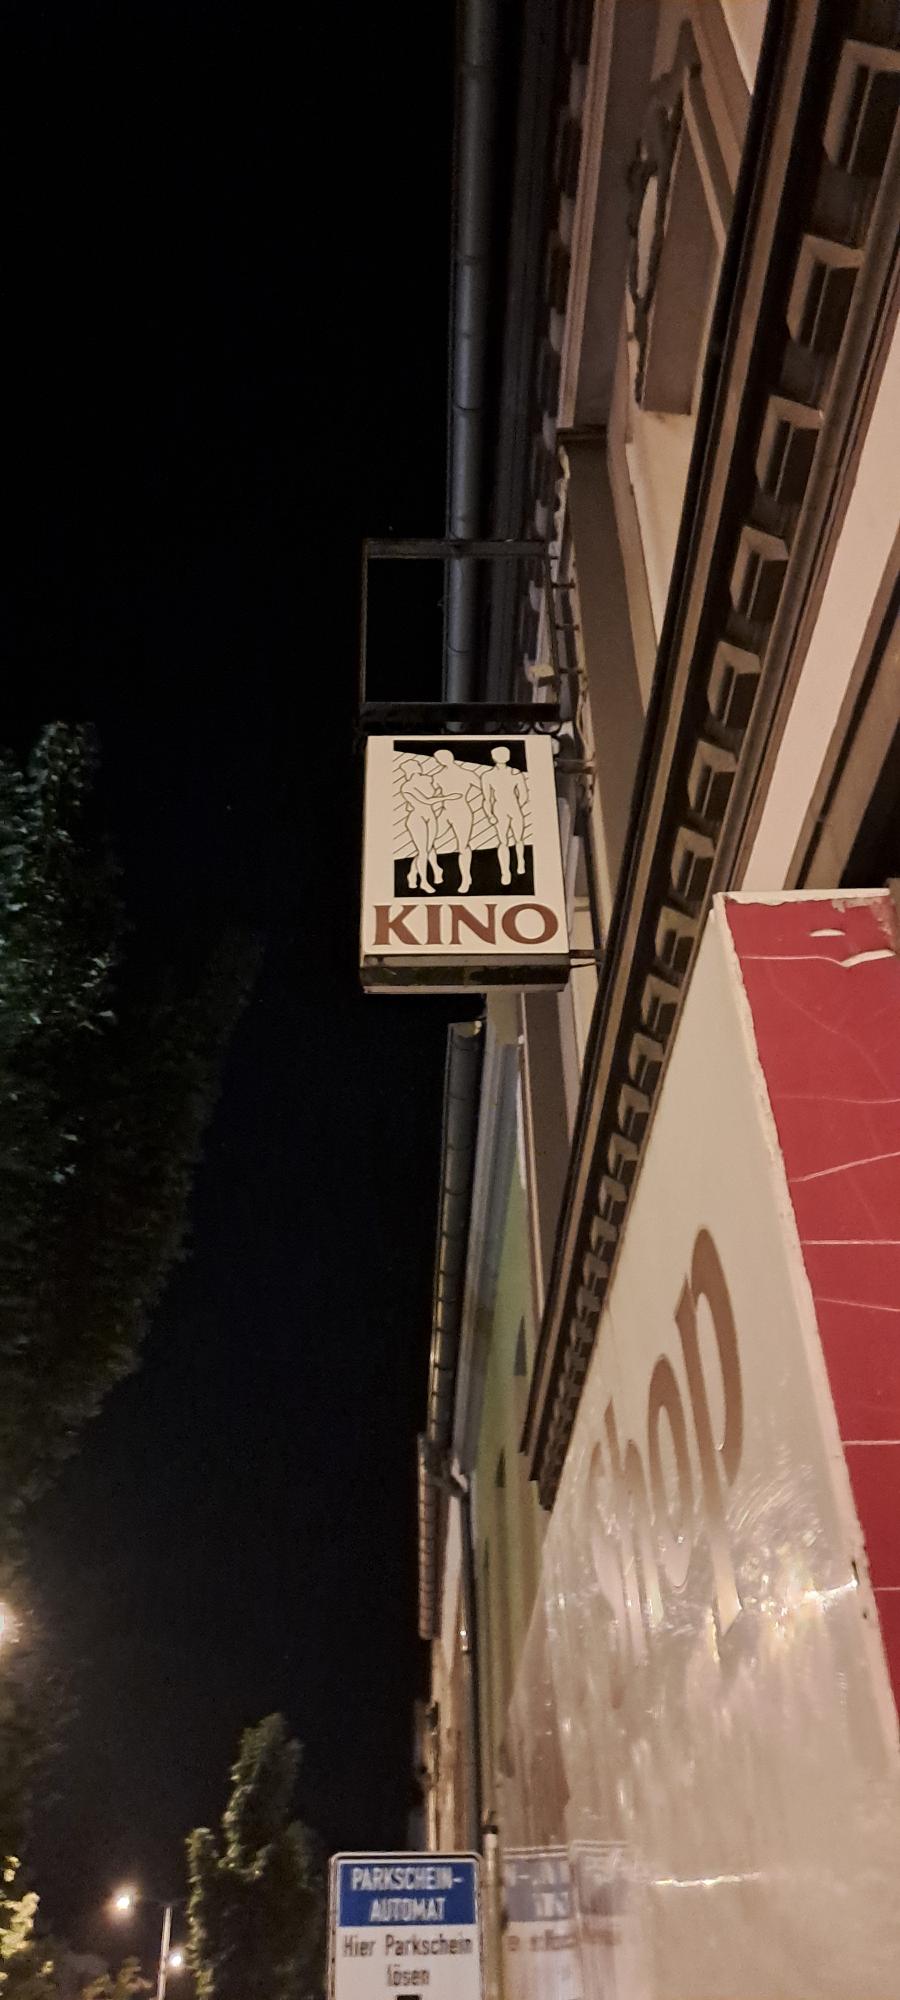 KINO
shop
PARKSCHEIN-
AUTOMAT
Hier Parkschein
lösen